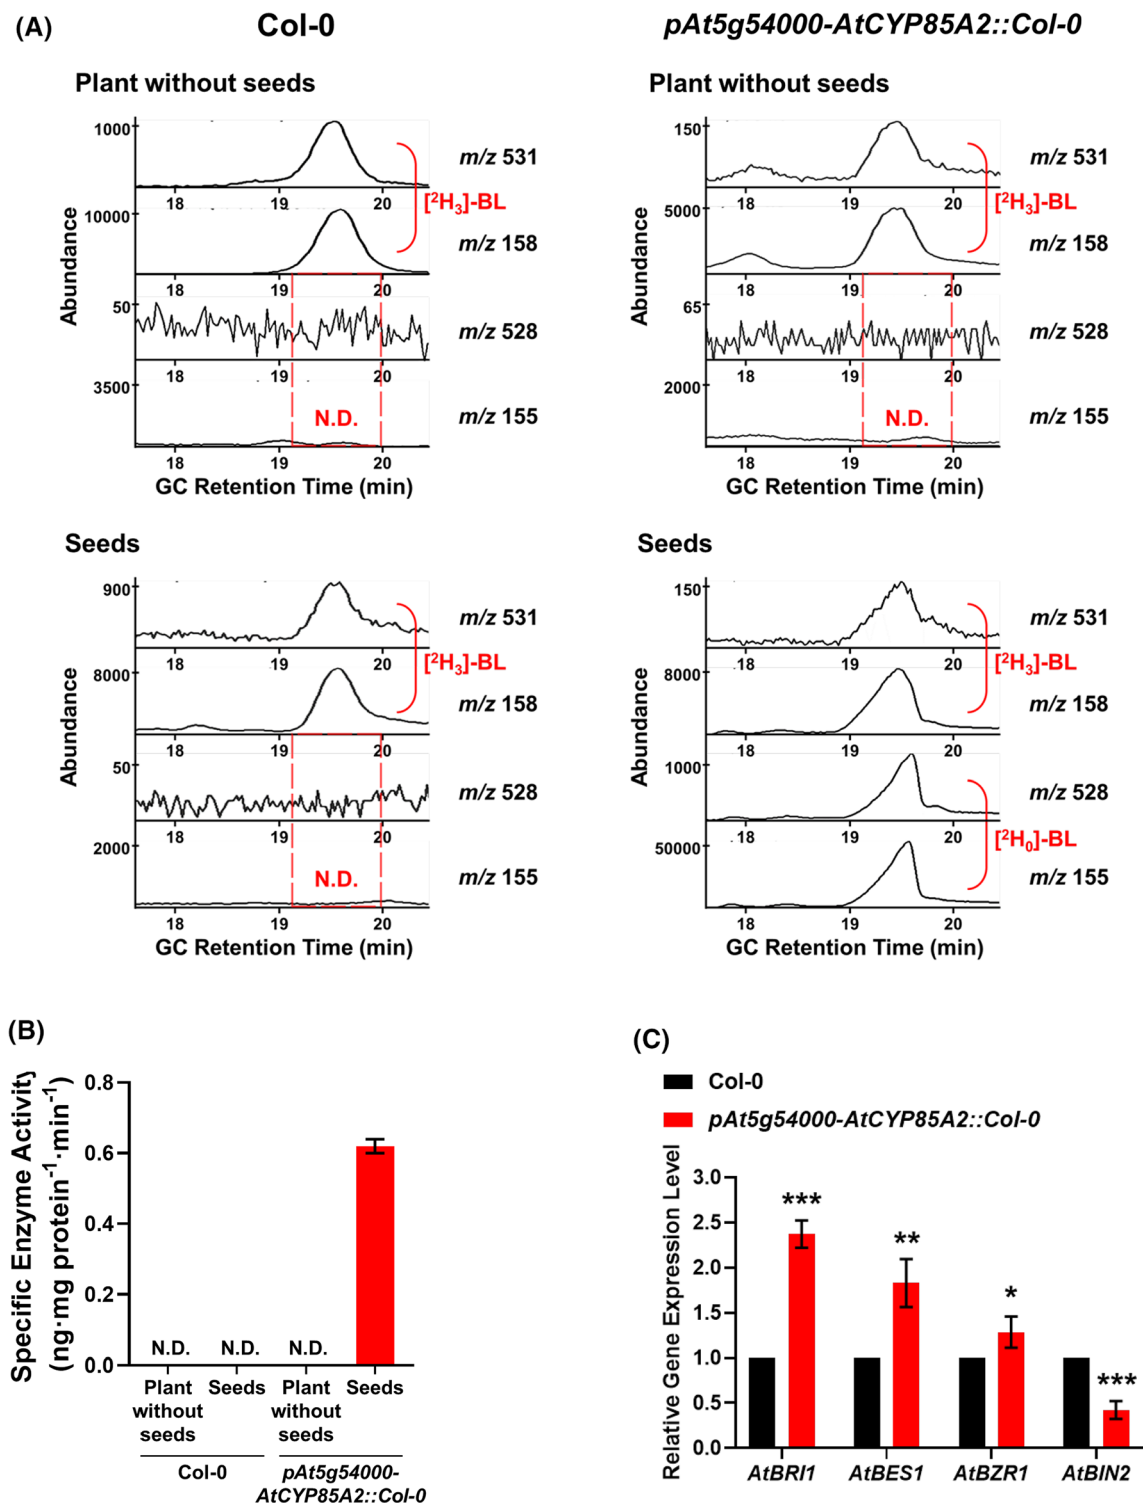 (A)
Col-0
pAt5g54000-AtCYP85A2::Col-0
Plant without seeds
Abundance
1000
18 19 20
m/z 531
10000
18 19 20
m/z 158
[²H₃]-BL
50
18 19 20
m/z 528
3500
N.D.
18 19 20
m/z 155
GC Retention Time (min)
Plant without seeds
Abundance
150
18 19 20
m/z 531
5000
18 19 20
m/z 158
[²H₃]-BL
65
18 19 20
m/z 528
2000
N.D.
18 19 20
m/z 155
GC Retention Time (min)
Seeds
Abundance
900
18 19 20
m/z 531
8000
18 19 20
m/z 158
[²H₃]-BL
50
18 19 20
m/z 528
2000
N.D.
18 19 20
m/z 155
GC Retention Time (min)
Seeds
Abundance
150
18 19 20
m/z 531
8000
18 19 20
m/z 158
[²H₃]-BL
1000
18 19 20
m/z 528
50000
18 19 20
m/z 155
[²H₀]-BL
GC Retention Time (min)
(B)
Specific Enzyme Activity
(ng·mg protein⁻¹·min⁻¹)
0.8
0.6
0.4
0.2
0.0
N.D. N.D. N.D.
Plant Seeds Plant Seeds
without without
seeds seeds
Col-0 pAt5g54000-
AtCYP85A2::Col-0
(C)
Col-0
pAt5g54000-AtCYP85A2::Col-0
Relative Gene Expression Level
3.0
2.5
2.0
1.5
1.0
0.5
0.0
*** ** * ***
AtBRI1 AtBES1 AtBZR1 AtBIN2